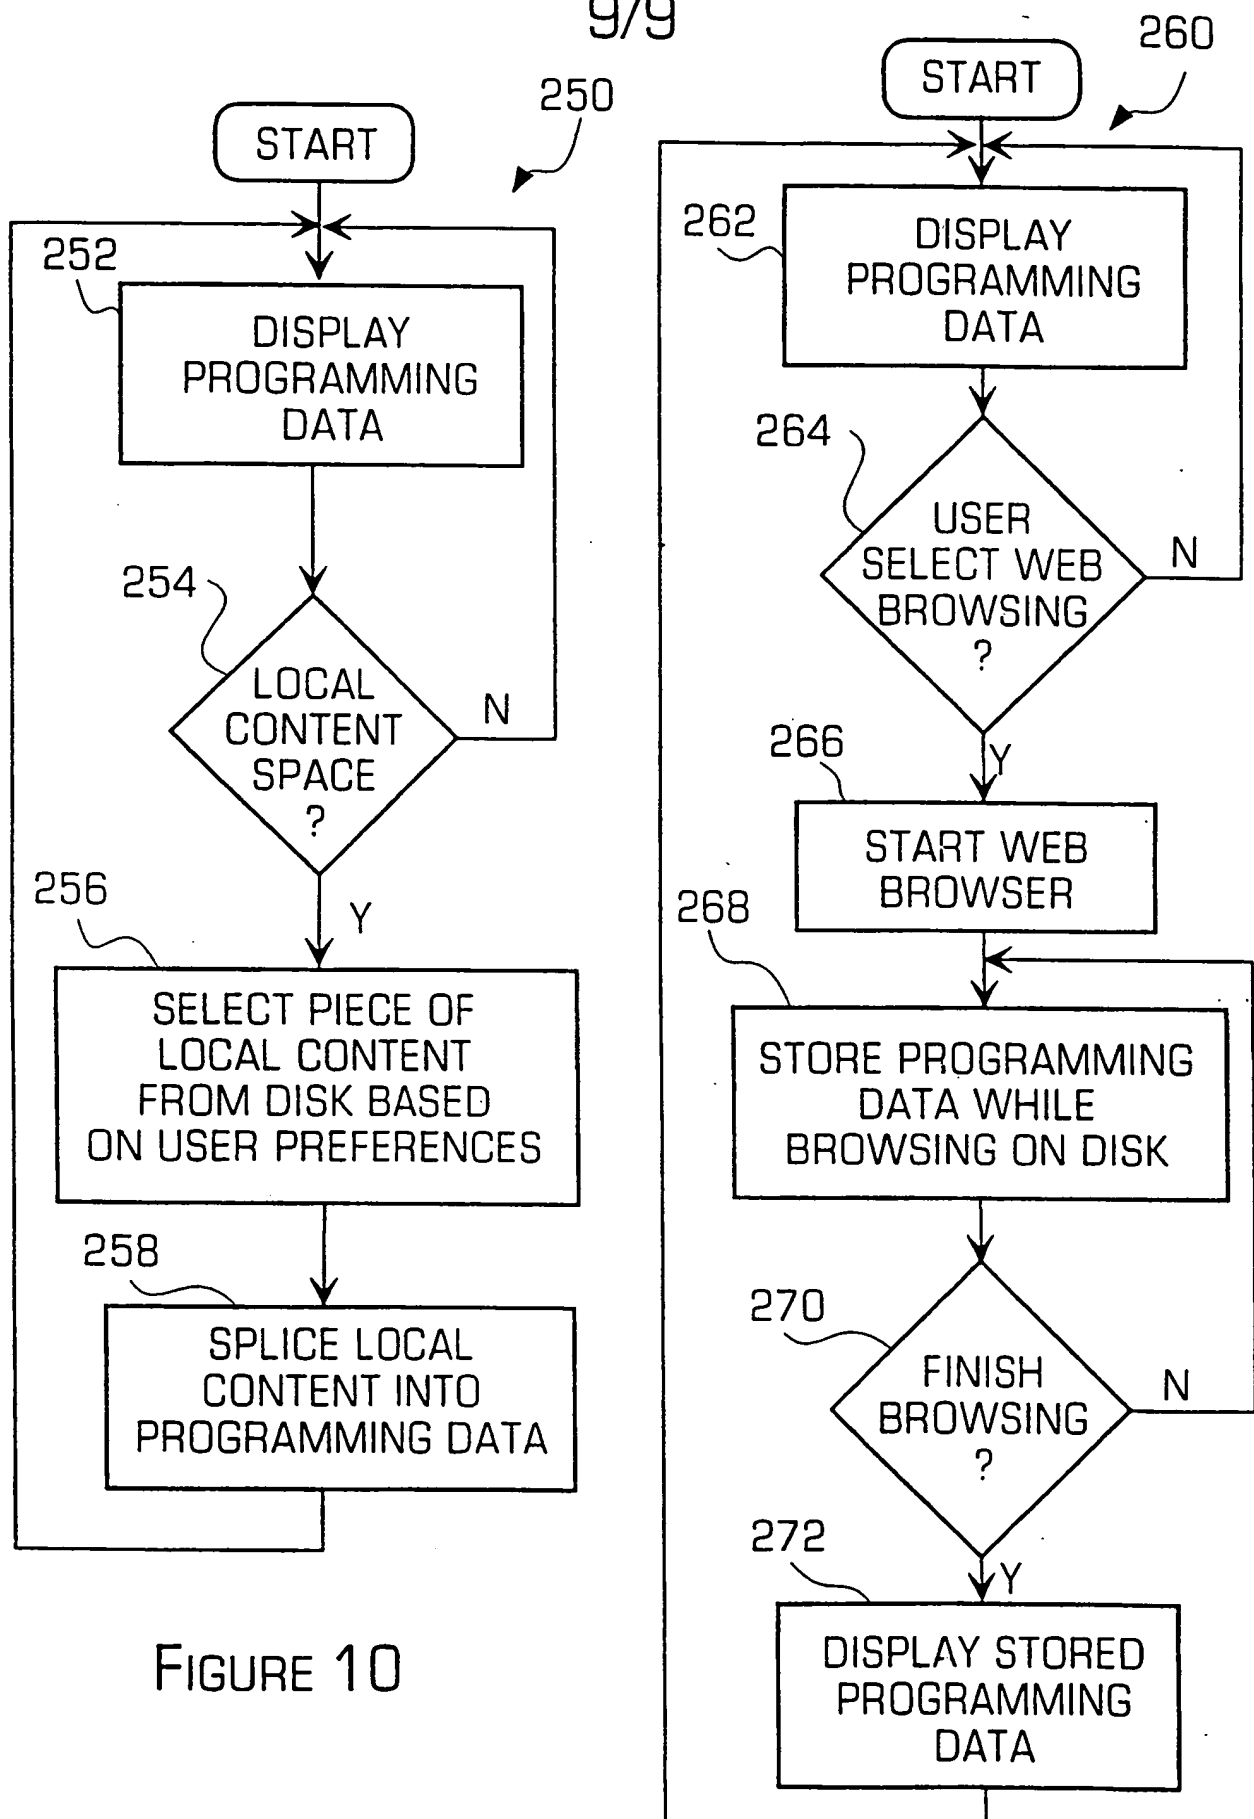 9/9
250
START
252
DISPLAY
PROGRAMMING
DATA
254
LOCAL
CONTENT
SPACE
?
N
Y
256
SELECT PIECE OF
LOCAL CONTENT
FROM DISK BASED
ON USER PREFERENCES
258
SPLICE LOCAL
CONTENT INTO
PROGRAMMING DATA
FIGURE 10
260
START
262
DISPLAY
PROGRAMMING
DATA
264
USER
SELECT WEB
BROWSING
?
N
Y
266
START WEB
BROWSER
268
STORE PROGRAMMING
DATA WHILE
BROWSING ON DISK
270
FINISH
BROWSING
?
N
Y
272
DISPLAY STORED
PROGRAMMING
DATA